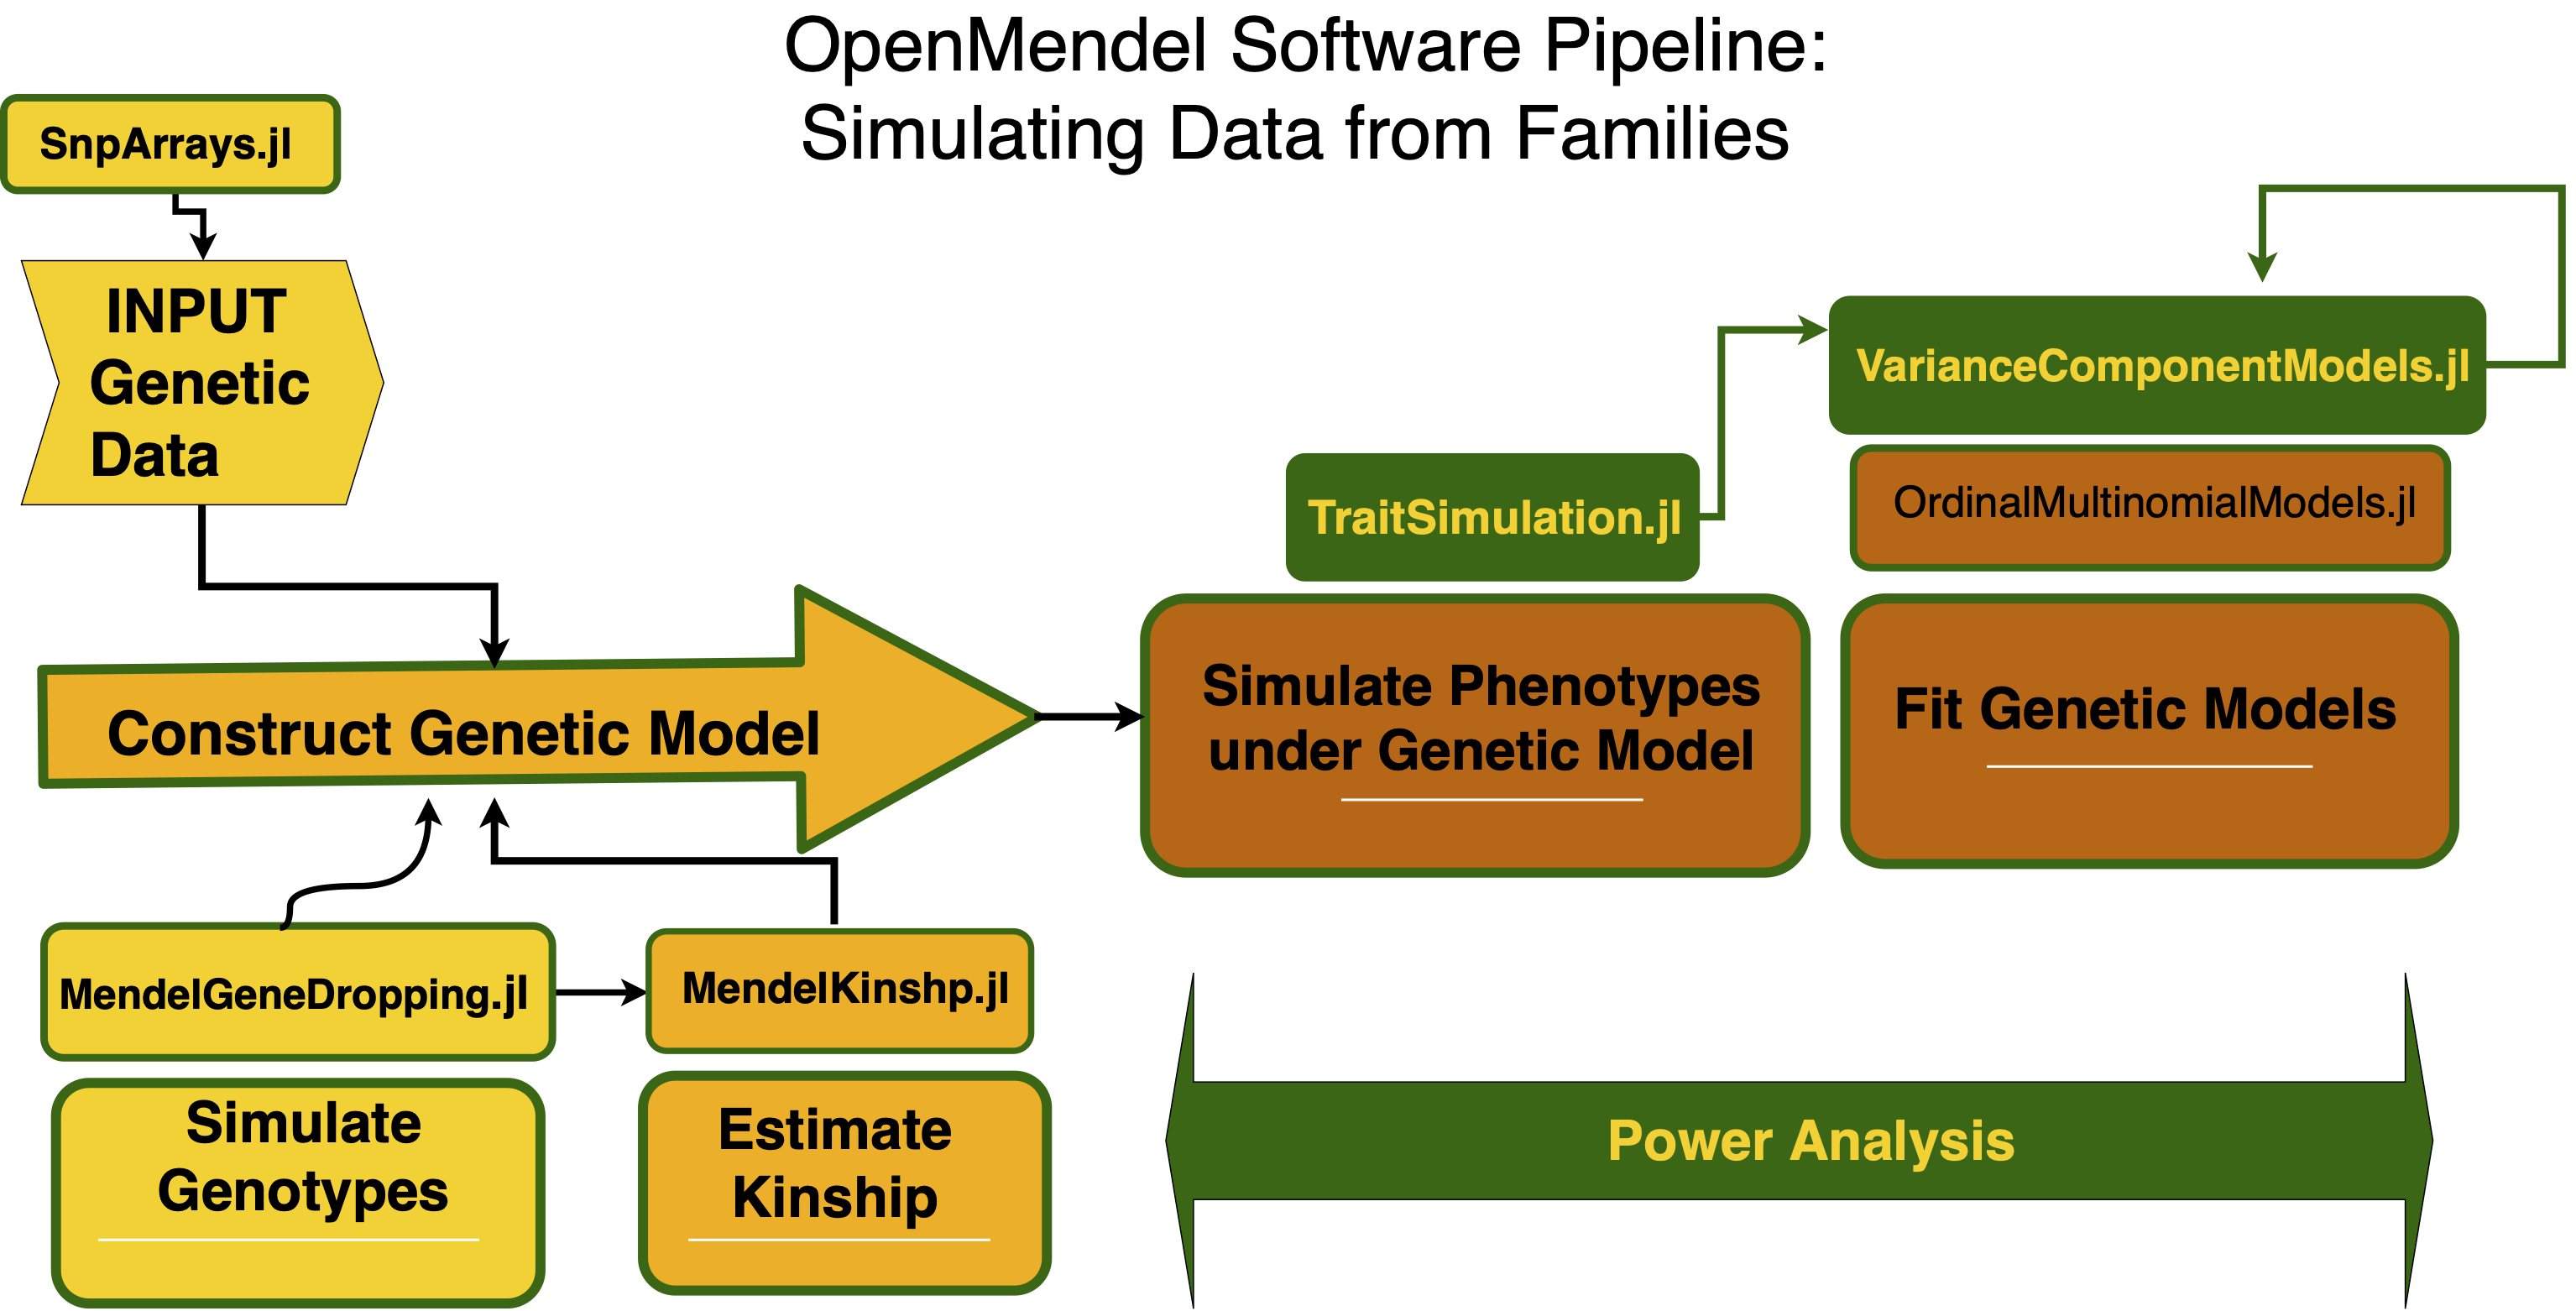 OpenMendel Software Pipeline:
Simulating Data from Families
SnpArrays.jl
INPUT
Genetic
Data
VarianceComponentModels.jl
OrdinalMultinomialModels.jl
TraitSimulation.jl
Construct Genetic Model
Simulate Phenotypes
under Genetic Model
Fit Genetic Models
MendelGeneDropping.jl
MendelKinshp.jl
Simulate
Genotypes
Estimate
Kinship
Power Analysis